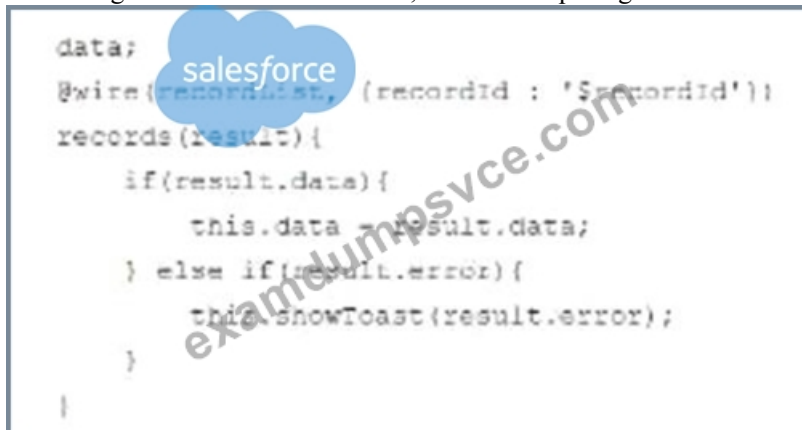 data;
salesforce
@wire(recordList, {recordId : '$recordId'})
records(result){
if(result.data){
this.data = result.data;
} else if(result.error){
this.showToast(result.error);
}
}
examdumpsvce.com